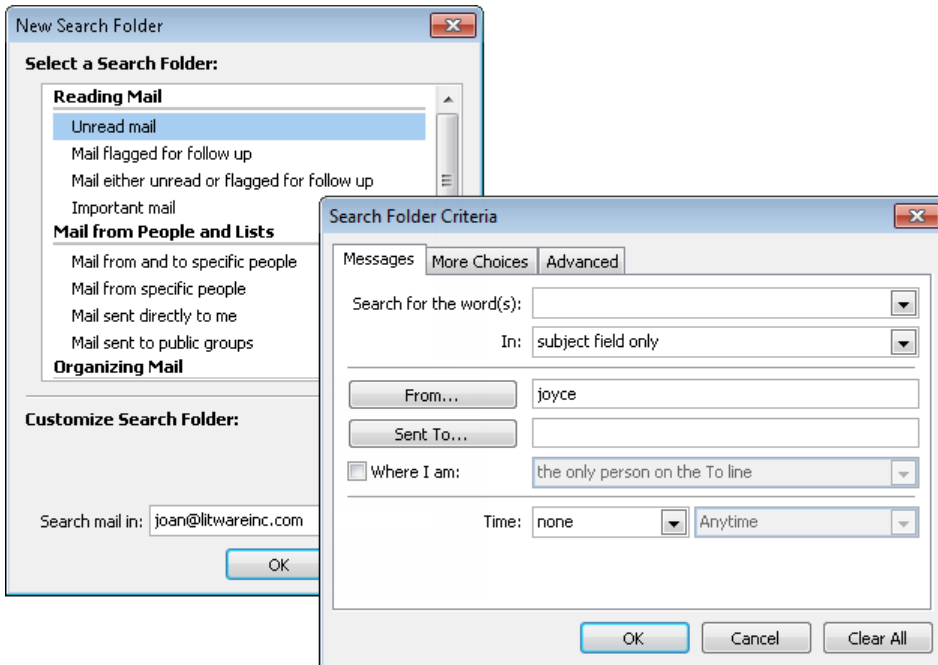 New Search Folder
Select a Search Folder:
Reading Mail
Unread mail
Mail flagged for follow up
Mail either unread or flagged for follow up
Important mail
Mail from People and Lists
Mail from and to specific people
Mail from specific people
Mail sent directly to me
Mail sent to public groups
Organizing Mail
Customize Search Folder:
Search mail in: joan@litwareinc.com
OK
Search Folder Criteria
Messages More Choices Advanced
Search for the word(s):
In: subject field only
From... joyce
Sent To...
Where I am: the only person on the To line
Time: none Anytime
OK Cancel Clear All